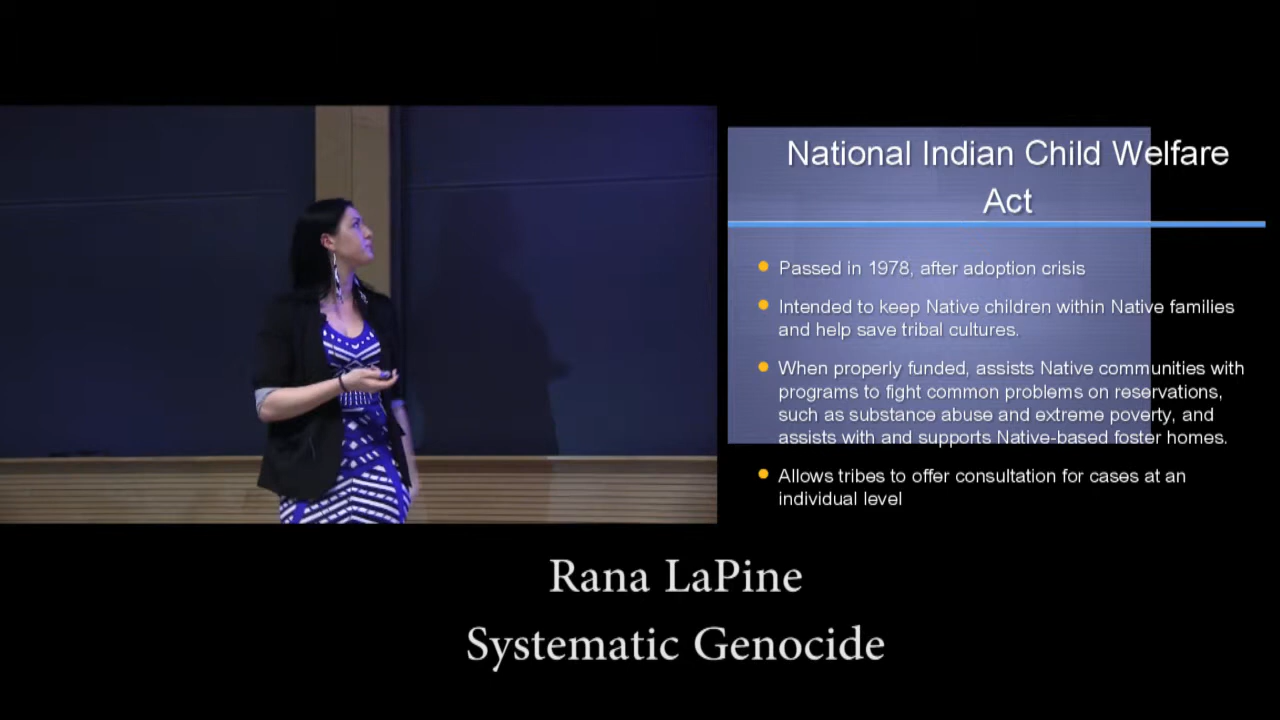 National Indian Child Welfare
Act
Passed in 1978, after adoption crisis
Intended to keep Native children within Native families
and help save tribal cultures.
When properly funded, assists Native communities with
programs to fight common problems on reservations,
such as substance abuse and extreme poverty, and
assists with and supports Native-based foster homes.
Allows tribes to offer consultation for cases at an
individual level
Rana LaPine
Systematic Genocide